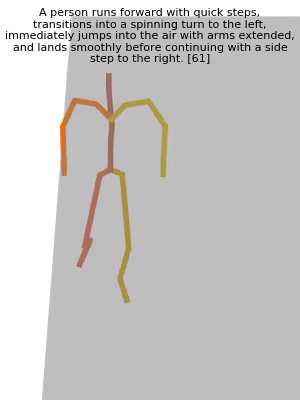 A person runs forward with quick steps,
transitions into a spinning turn to the left,
immediately jumps into the air with arms extended,
and lands smoothly before continuing with a side
step to the right. [61]